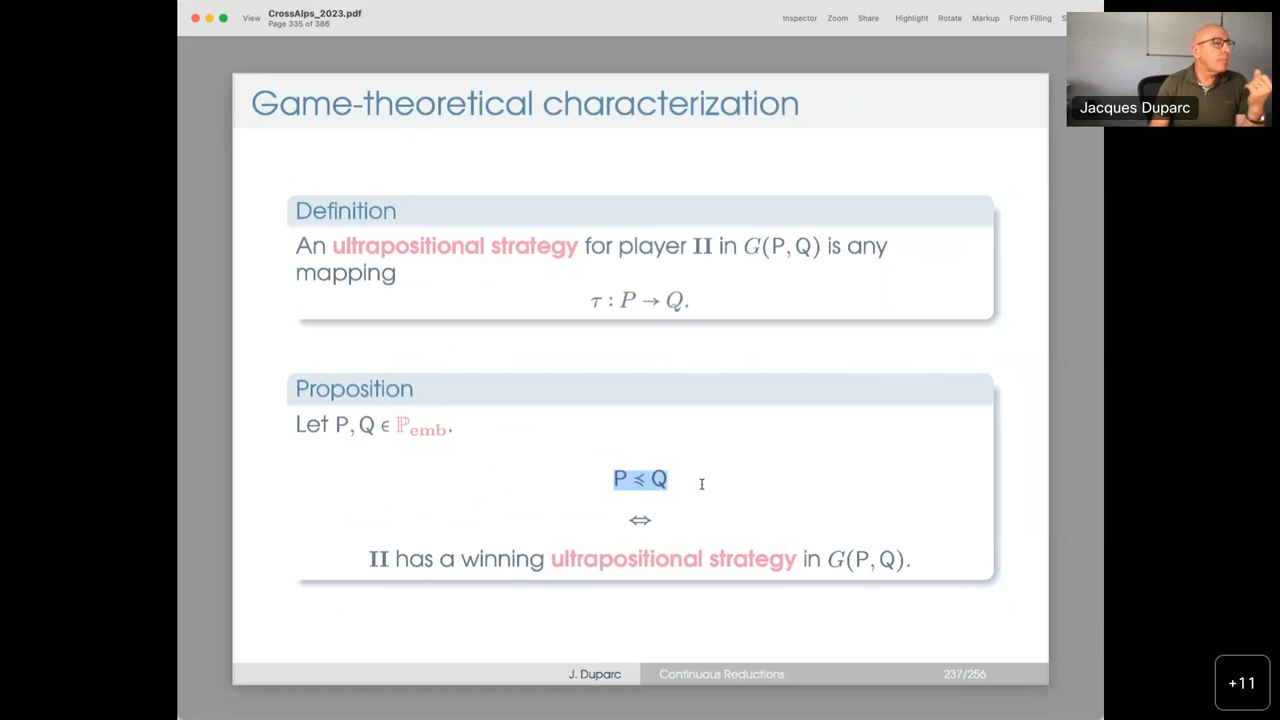 View CrossAlps_2023.pdf
Page 335 of 386
Inspector Zoom Share Highlight Rotate Markup Form Filling
Jacques Duparc
Game-theoretical characterization
Definition
An ultrapositional strategy for player II in G(P, Q) is any
mapping
τ : P → Q.
Proposition
Let P, Q ∈ ℙemb.
P ≼ Q
⇔
II has a winning ultrapositional strategy in G(P, Q).
J. Duparc Continuous Reductions 237/256
+11